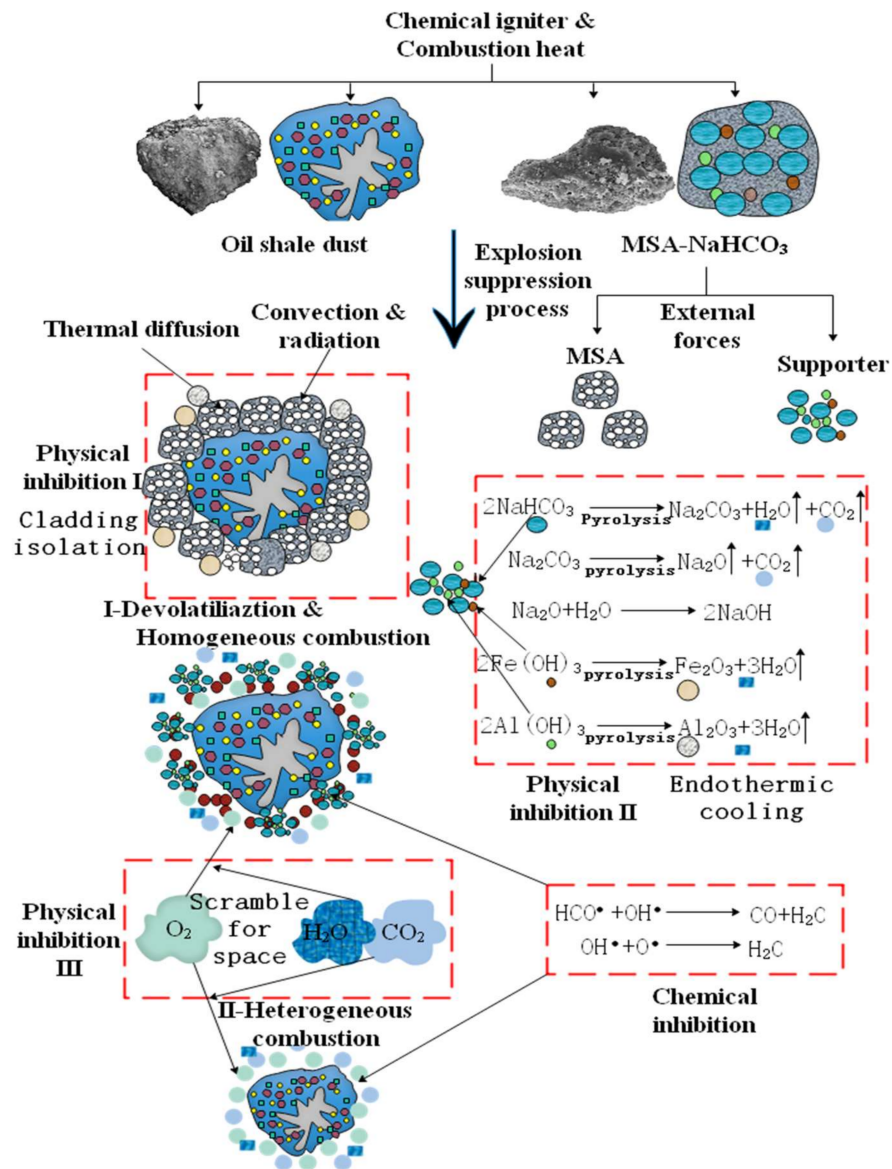 Chemical igniter &
Combustion heat
Oil shale dust
MSA-NaHCO₃
Explosion
suppression
process
External
forces
MSA
Supporter
Thermal diffusion
Convection &
radiation
Physical
inhibition I
Cladding
isolation
2NaHCO₃ Pyrolysis Na₂CO₃+H₂O↑ +CO₂↑
Na₂CO₃ pyrolysis Na₂O↑ +CO₂↑
Na₂O+H₂O 2NaOH
2Fe(OH)₃ pyrolysis Fe₂O₃+3H₂O↑
2Al(OH)₃ pyrolysis Al₂O₃+3H₂O↑
Physical
inhibition II
Endothermic
cooling
I-Devolatiliaztion &
Homogeneous combustion
Physical
inhibition
III
O₂
Scramble
for
space
H₂O
CO₂
HCO• +OH• CO+H₂C
OH•+O• H₂C
Chemical
inhibition
II-Heterogeneous
combustion